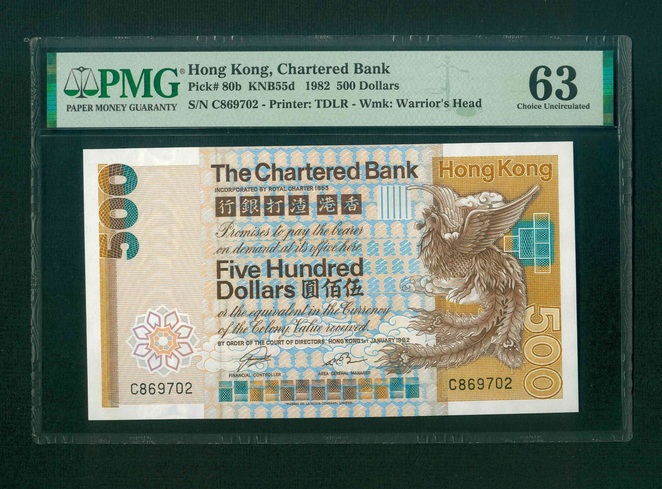 PMG
PAPER MONEY GUARANTY
Hong Kong, Chartered Bank
Pick# 80b KNB55d 1982 500 Dollars
S/N C869702 - Printer: TDLR - Wmk: Warrior's Head
63
Choice Uncirculated
500
The Chartered Bank
INCORPORATED BY ROYAL CHARTER 1853
行銀打渣港香
Promises to pay the bearer
on demand at its office here
Five Hundred
Dollars 圓佰伍
or the equivalent in the Currency
of the Colony, Value received.
BY ORDER OF THE COURT OF DIRECTORS, HONG KONG 1ST JANUARY 1982
FINANCIAL CONTROLLER AREA GENERAL MANAGER
C869702
Hong Kong
500
C869702